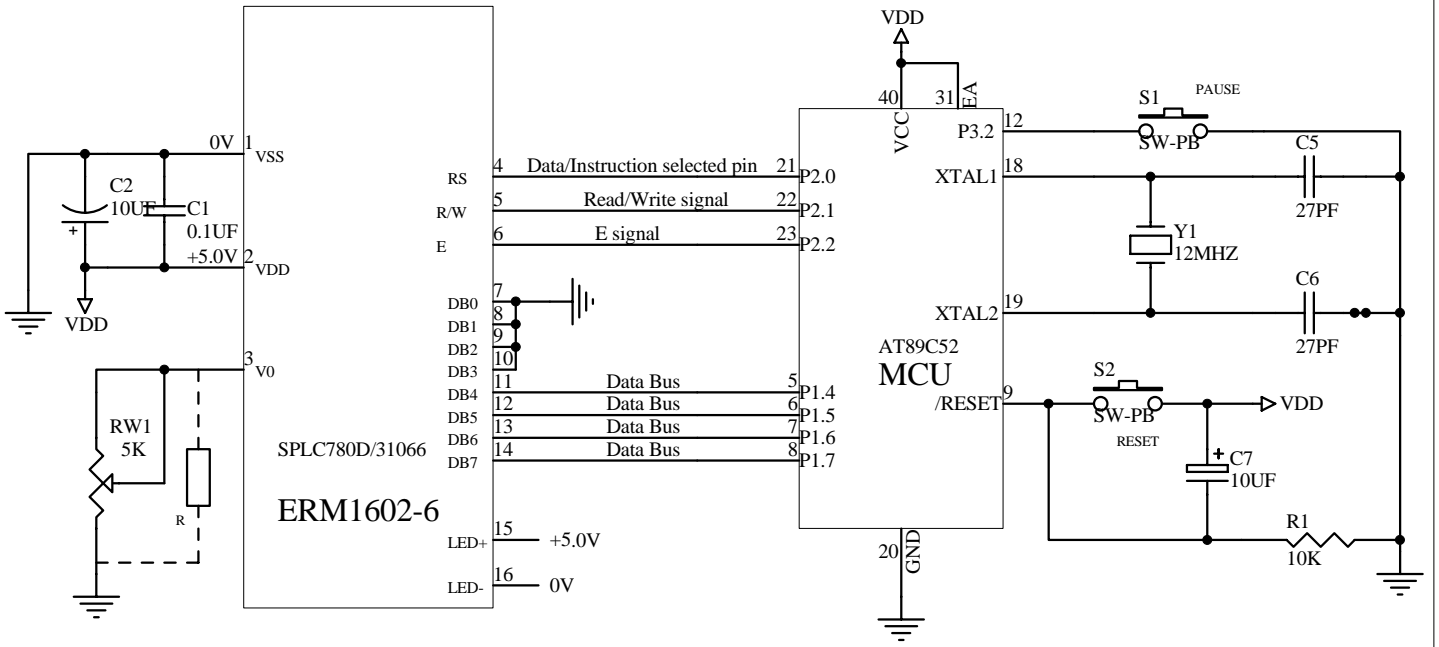 0V
1
VSS
C2
10UF
C1
0.1UF
+
+5.0V
2
VDD
VDD
3
V0
RW1
5K
R
SPLC780D/31066
ERM1602-6
RS
4
Data/Instruction selected pin
21
P2.0
R/W
5
Read/Write signal
22
P2.1
E
6
E signal
23
P2.2
DB0
7
DB1
8
DB2
9
DB3
10
DB4
11
Data Bus
5
P1.4
DB5
12
Data Bus
6
P1.5
DB6
13
Data Bus
7
P1.6
DB7
14
Data Bus
8
P1.7
LED+
15
+5.0V
LED-
16
0V
VDD
40
VCC
31
EA
P3.2
12
XTAL1
18
XTAL2
19
AT89C52
MCU
/RESET
9
20
GND
S1
PAUSE
SW-PB
C5
27PF
Y1
12MHZ
C6
27PF
S2
SW-PB
RESET
VDD
+
C7
10UF
R1
10K